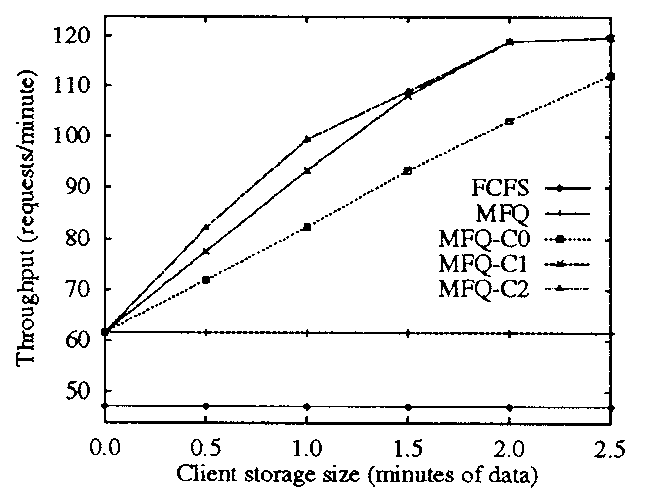 Throughput (requests/minute)
120
110
100
90
80
70
60
50
FCFS
MFQ
MFQ-C0
MFQ-C1
MFQ-C2
0.0 0.5 1.0 1.5 2.0 2.5
Client storage size (minutes of data)